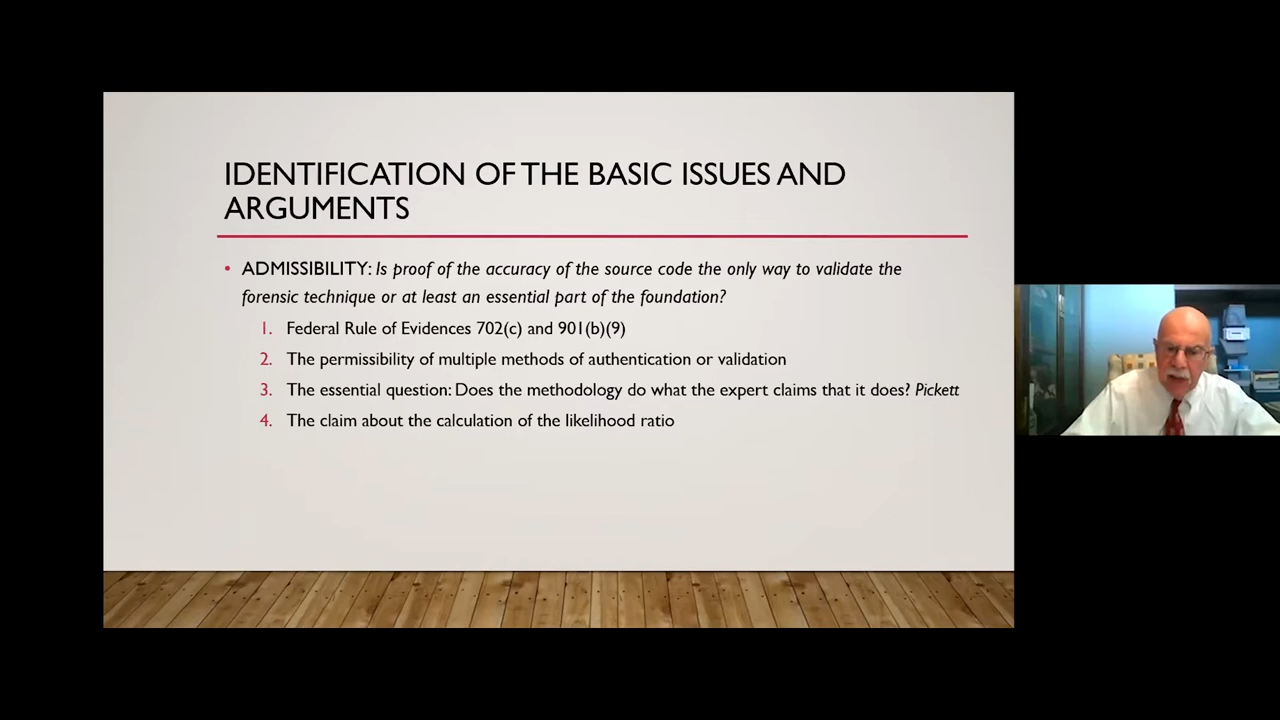 IDENTIFICATION OF THE BASIC ISSUES AND
ARGUMENTS
• ADMISSIBILITY: Is proof of the accuracy of the source code the only way to validate the
forensic technique or at least an essential part of the foundation?
1. Federal Rule of Evidences 702(c) and 901(b)(9)
2. The permissibility of multiple methods of authentication or validation
3. The essential question: Does the methodology do what the expert claims that it does? Pickett
4. The claim about the calculation of the likelihood ratio